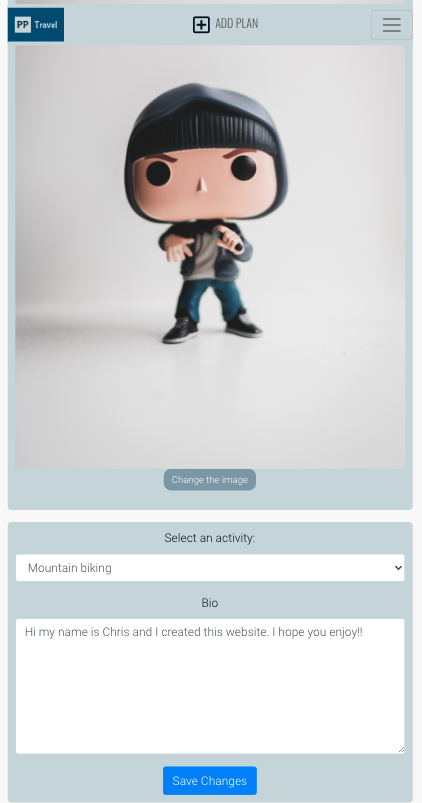 PP Travel
ADD PLAN
Change the image
Select an activity:
Mountain biking
Bio
Hi my name is Chris and I created this website. I hope you enjoy!!
Save Changes